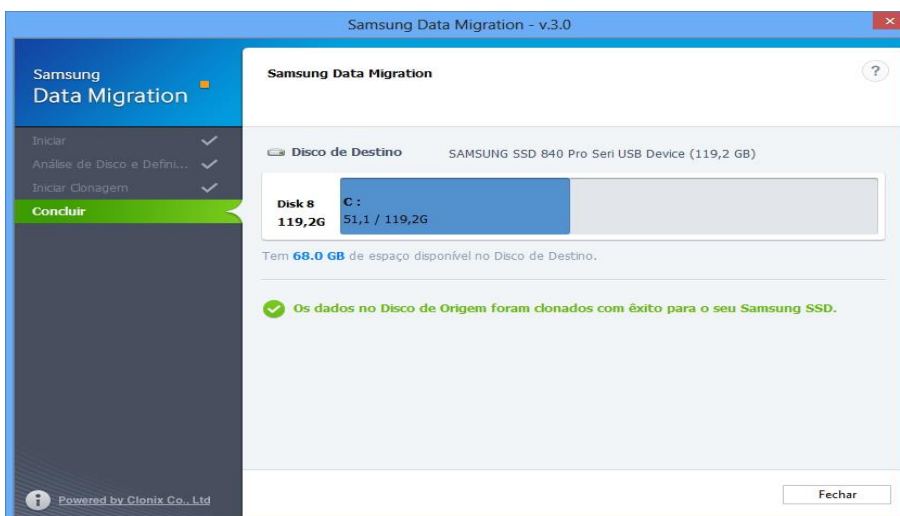 Samsung Data Migration - v.3.0
Samsung
Data Migration
Samsung Data Migration
?
Iniciar
Análise de Disco e Defini...
Iniciar Clonagem
Concluir
Disco de Destino SAMSUNG SSD 840 Pro Seri USB Device (119,2 GB)
Disk 8
119,2G
C :
51,1 / 119,2G
Tem 68.0 GB de espaço disponível no Disco de Destino.
Os dados no Disco de Origem foram clonados com êxito para o seu Samsung SSD.
Powered by Clonix Co., Ltd
Fechar